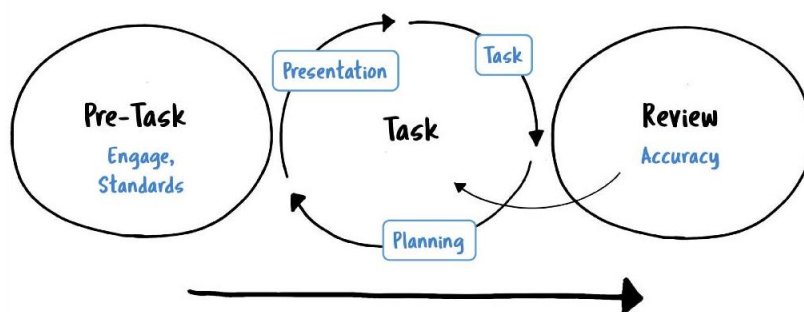 Pre-Task
Engage,
Standards
Presentation
Task
Task
Planning
Review
Accuracy